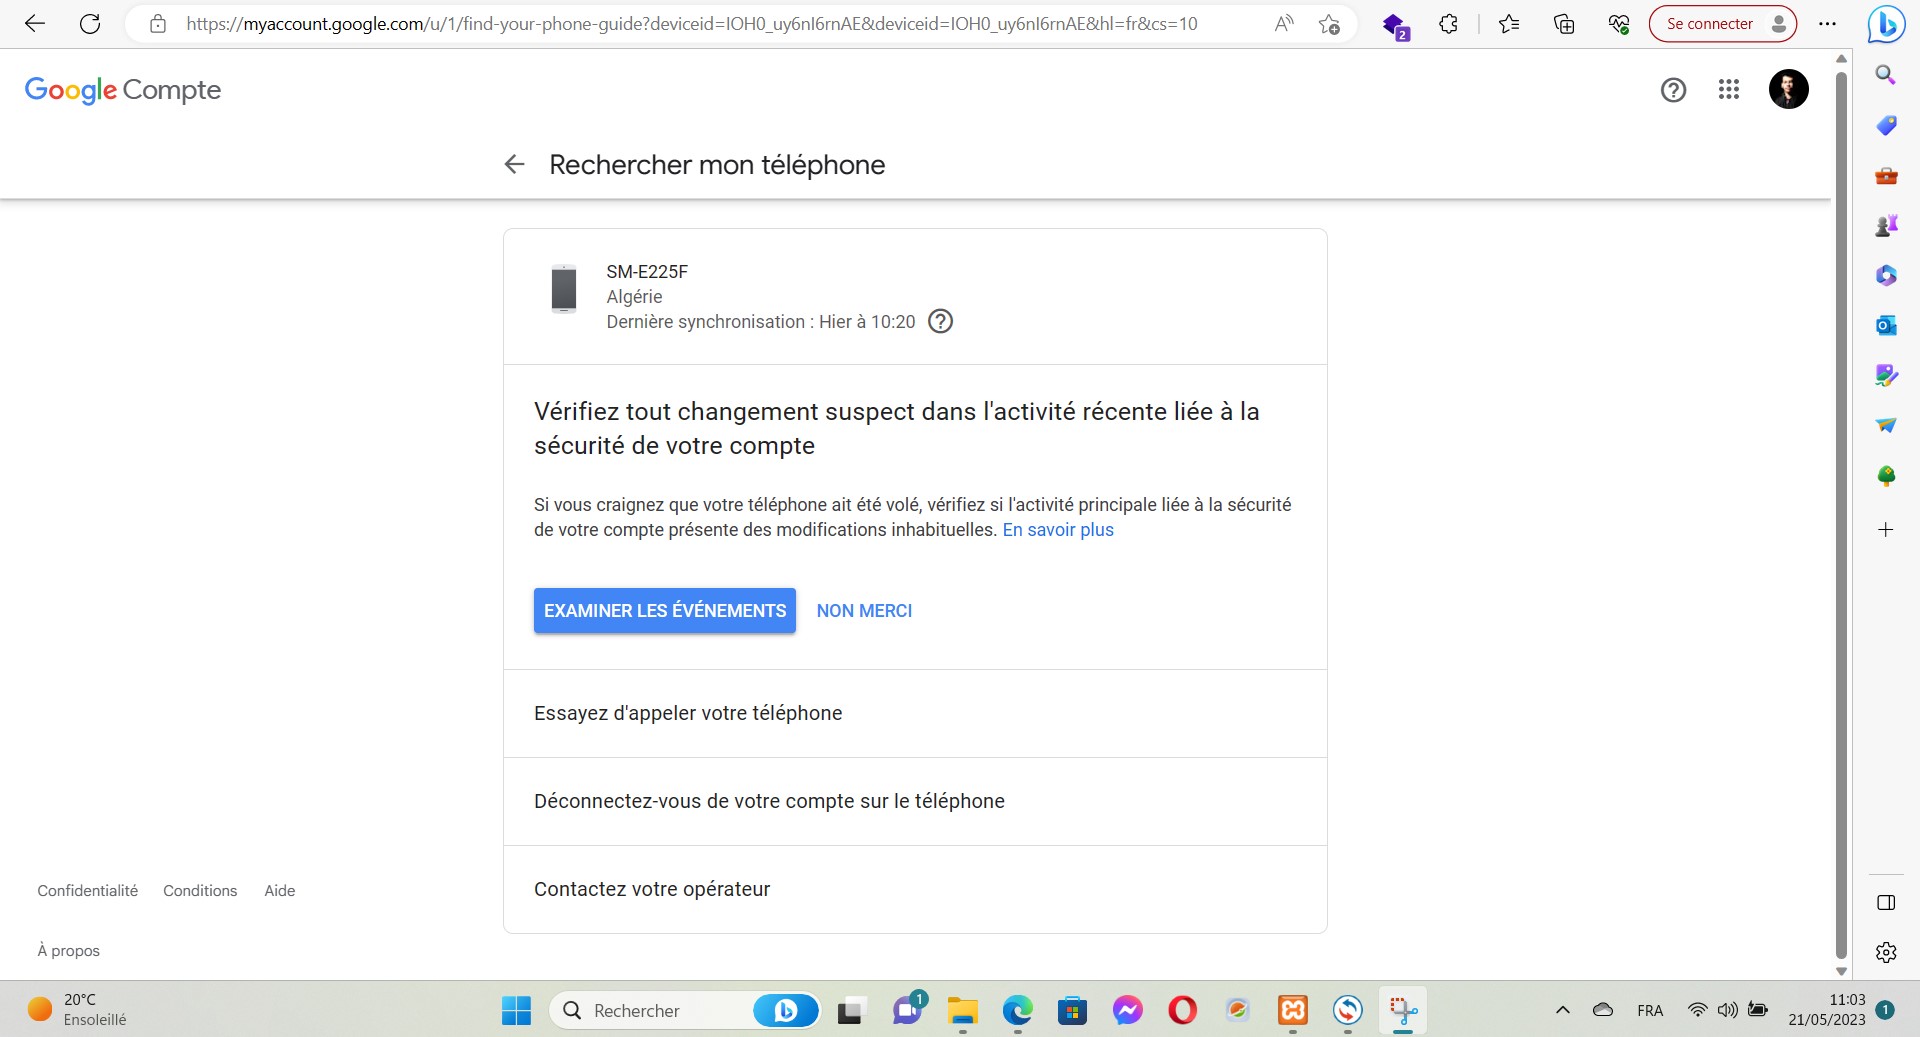 https://myaccount.google.com/u/1/find-your-phone-guide?deviceid=IOH0_uy6nI6rnAE&deviceid=IOH0_uy6nI6rnAE&hl=fr&cs=10
2
Se connecter
Google Compte
Rechercher mon téléphone
SM-E225F
Algérie
Dernière synchronisation : Hier à 10:20
Vérifiez tout changement suspect dans l'activité récente liée à la
sécurité de votre compte
Si vous craignez que votre téléphone ait été volé, vérifiez si l'activité principale liée à la sécurité
de votre compte présente des modifications inhabituelles. En savoir plus
EXAMINER LES ÉVÉNEMENTS
NON MERCI
Essayez d'appeler votre téléphone
Déconnectez-vous de votre compte sur le téléphone
Contactez votre opérateur
Confidentialité
Conditions
Aide
À propos
20°C
Ensoleillé
Rechercher
1
FRA
11:03
21/05/2023
1